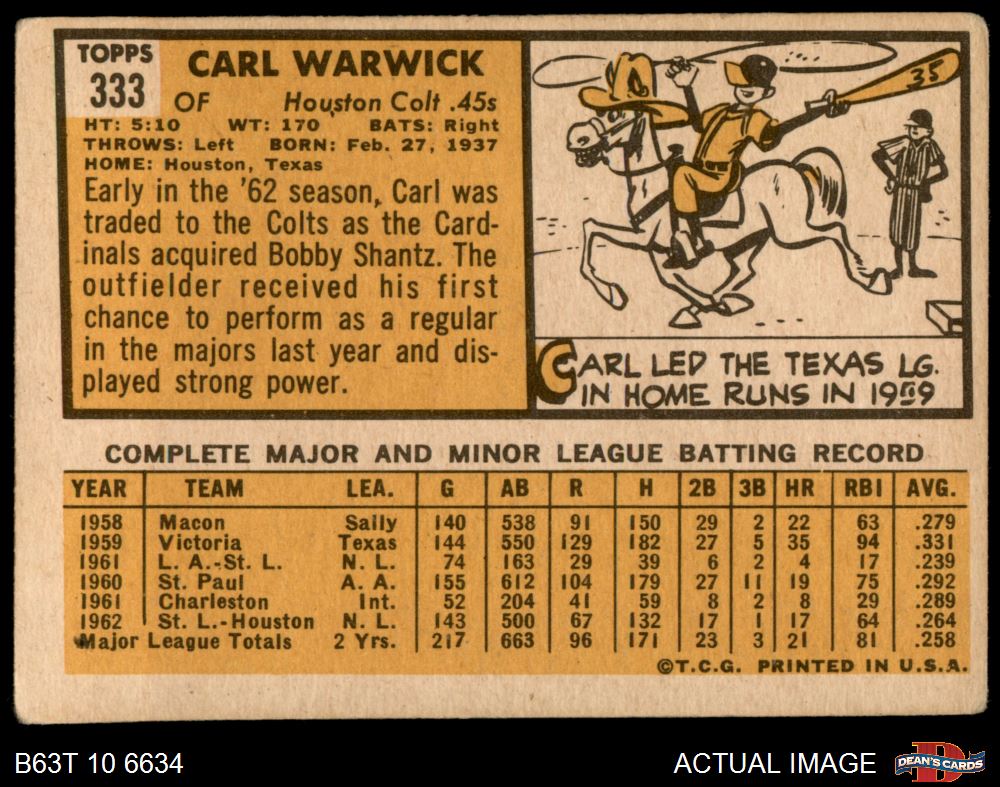 TOPPS
333
CARL WARWICK
OF Houston Colt .45s
HT: 5:10 WT: 170 BATS: Right
THROWS: Left BORN: Feb. 27, 1937
HOME: Houston, Texas
Early in the '62 season, Carl was
traded to the Colts as the Card-
inals acquired Bobby Shantz. The
outfielder received his first
chance to perform as a regular
in the majors last year and dis-
played strong power.
35
CARL LED THE TEXAS LG.
IN HOME RUNS IN 1959
COMPLETE MAJOR AND MINOR LEAGUE BATTING RECORD
YEAR TEAM LEA. G AB R H 2B 3B HR RBI AVG.
1958 Macon Sally 140 538 91 150 29 2 22 63 .279
1959 Victoria Texas 144 550 129 182 27 5 35 94 .331
1961 L. A.-St. L. N. L. 74 163 29 39 6 2 4 17 .239
1960 St. Paul A. A. 155 612 104 179 27 11 19 75 .292
1961 Charleston Int. 52 204 41 59 8 2 8 29 .289
1962 St. L.-Houston N. L. 143 500 67 132 17 1 17 64 .264
Major League Totals 2 Yrs. 217 663 96 171 23 3 21 81 .258
©T.C.G. PRINTED IN U.S.A.
B63T 10 6634
ACTUAL IMAGE
D
DEAN'S CARDS